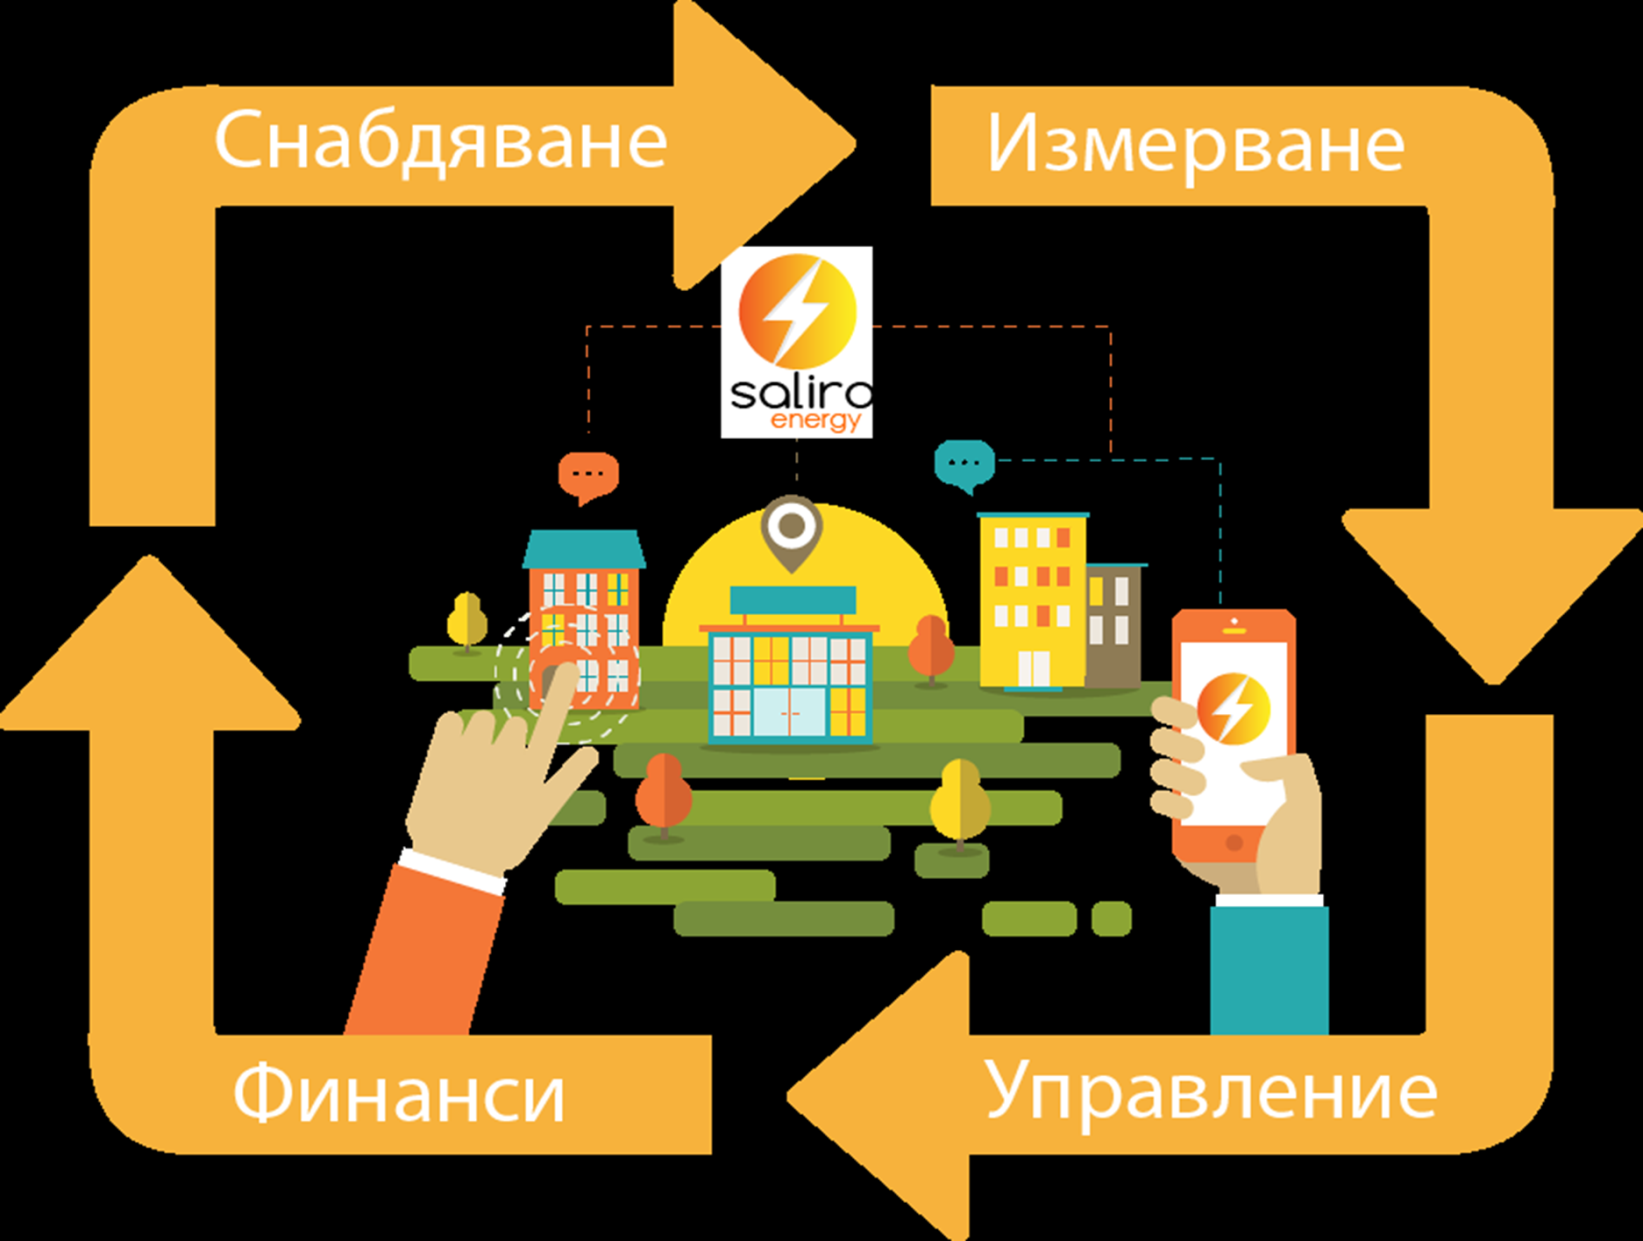 Снабдяване
Измерване
saliro
energy
Финанси
Управление